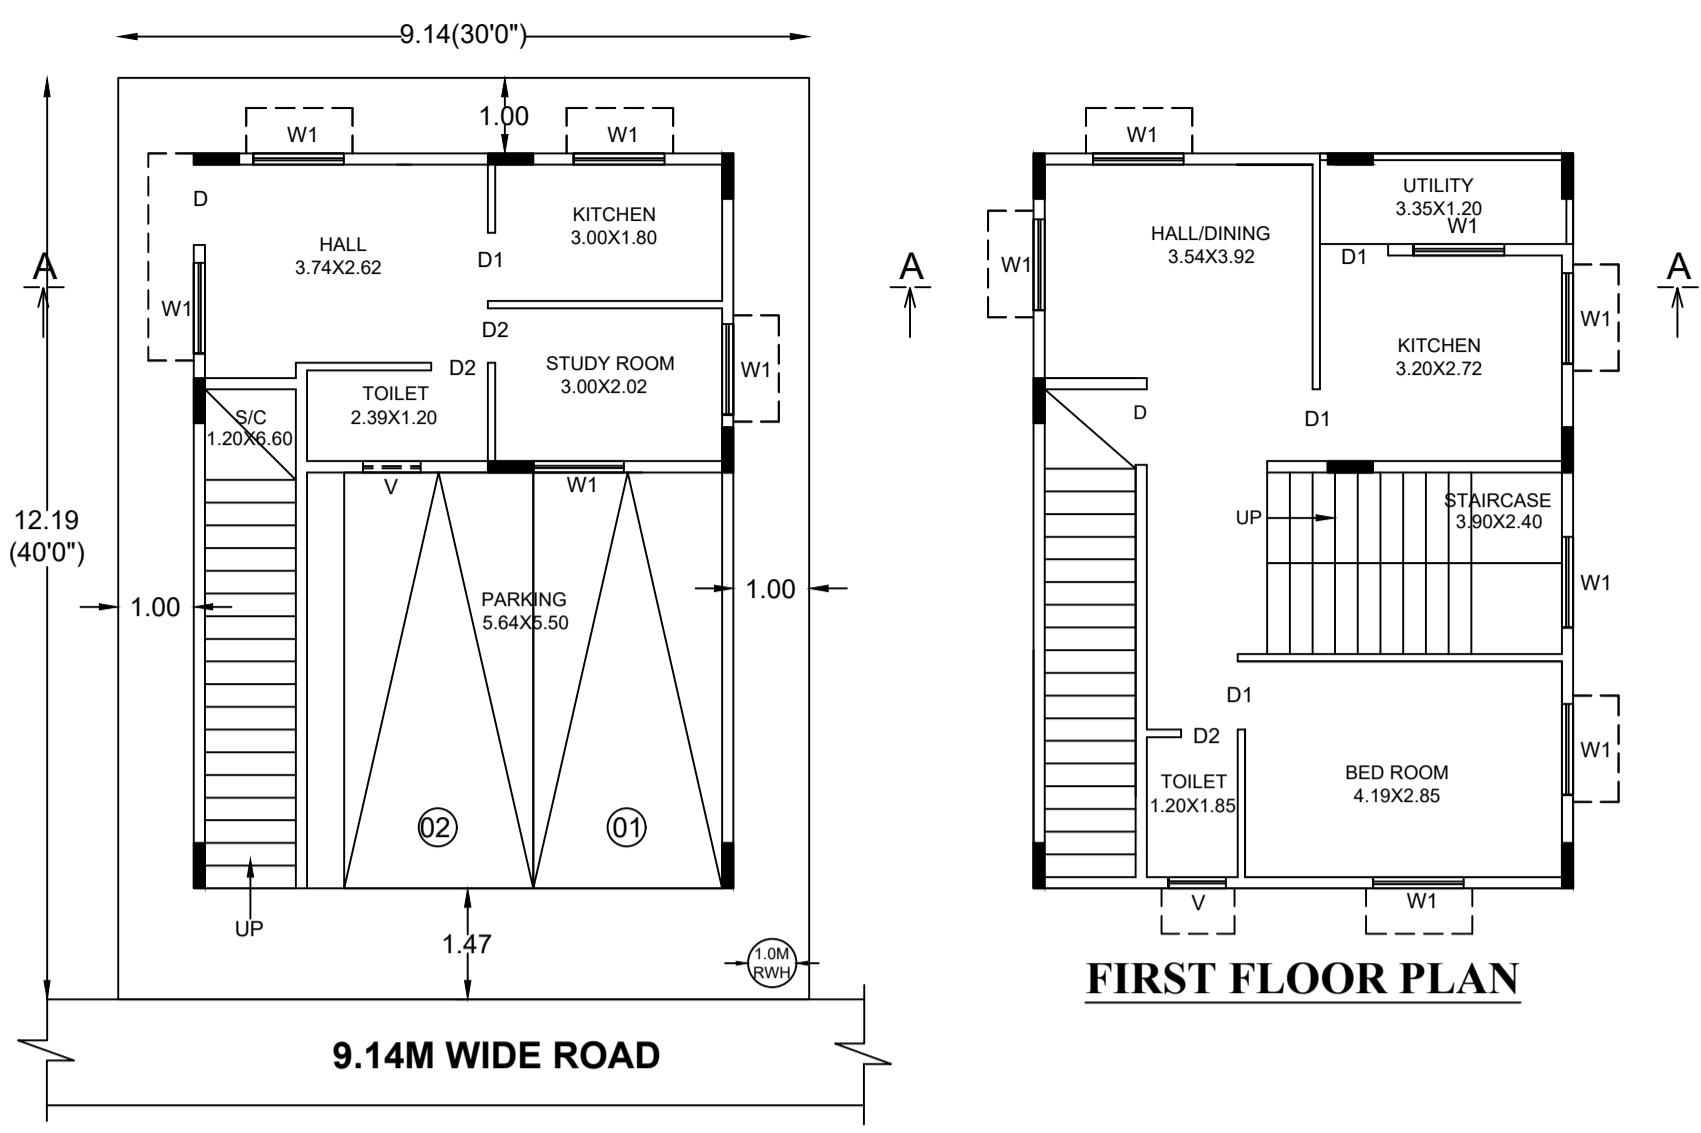 9.14(30'0")
1.00
W1
W1
D
KITCHEN
3.00X1.80
HALL
3.74X2.62
D1
A
A
W1
D2
STUDY ROOM
3.00X2.02
W1
D2
TOILET
2.39X1.20
S/C
1.20X6.60
V
W1
12.19
(40'0")
PARKING
5.64X5.50
1.00
1.00
02
01
UP
1.47
1.0M
RWH
9.14M WIDE ROAD
W1
UTILITY
3.35X1.20
W1
HALL/DINING
3.54X3.92
W1
D1
A
W1
KITCHEN
3.20X2.72
D
D1
STAIRCASE
3.90X2.40
UP
W1
D1
D2
W1
BED ROOM
4.19X2.85
TOILET
1.20X1.85
V
W1
FIRST FLOOR PLAN